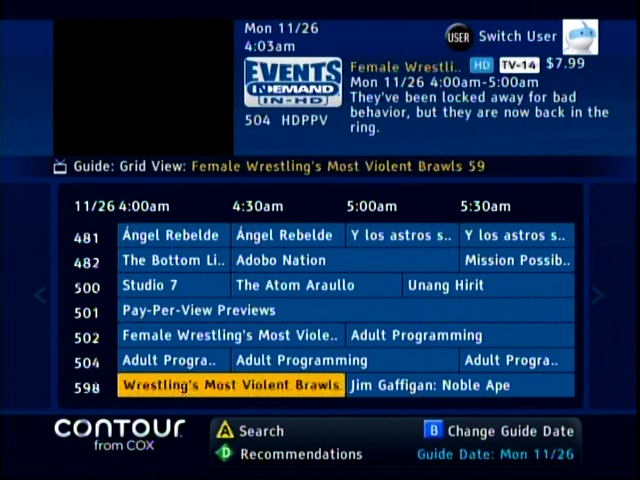 Mon 11/26
4:03am
USER Switch User
EVENTS
iN DEMAND
IN-HD
504 HDPPV
Female Wrestli.. HD TV-14 $7.99
Mon 11/26 4:00am-5:00am
They've been locked away for bad
behavior, but they are now back in the
ring.
Guide: Grid View: Female Wrestling's Most Violent Brawls 59
11/26 4:00am 4:30am 5:00am 5:30am
481 Ángel Rebelde Ángel Rebelde Y los astros s.. Y los astros s..
482 The Bottom Li.. Adobo Nation Mission Possib..
500 Studio 7 The Atom Araullo Unang Hirit
501 Pay-Per-View Previews
502 Female Wrestling's Most Viole.. Adult Programming
504 Adult Progra.. Adult Programming Adult Progra..
598 Wrestling's Most Violent Brawls Jim Gaffigan: Noble Ape
contour
from COX
A Search
B Change Guide Date
D Recommendations
Guide Date: Mon 11/26